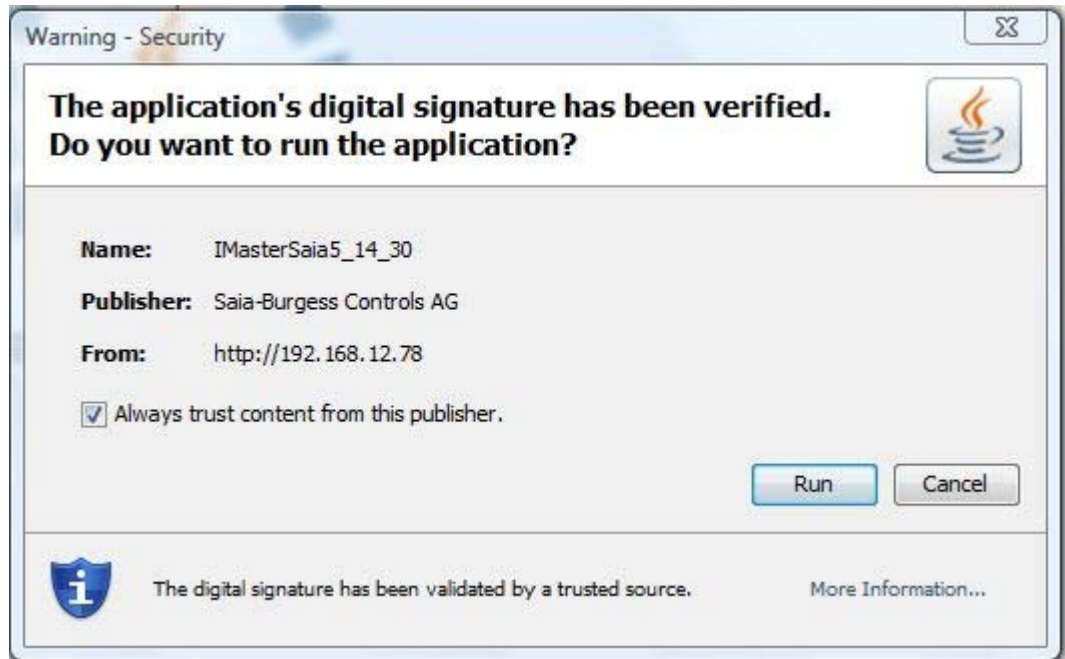 Warning - Security
The application's digital signature has been verified.
Do you want to run the application?
Name: IMasterSaia5_14_30
Publisher: Saia-Burgess Controls AG
From: http://192.168.12.78
Always trust content from this publisher.
Run Cancel
The digital signature has been validated by a trusted source. More Information...